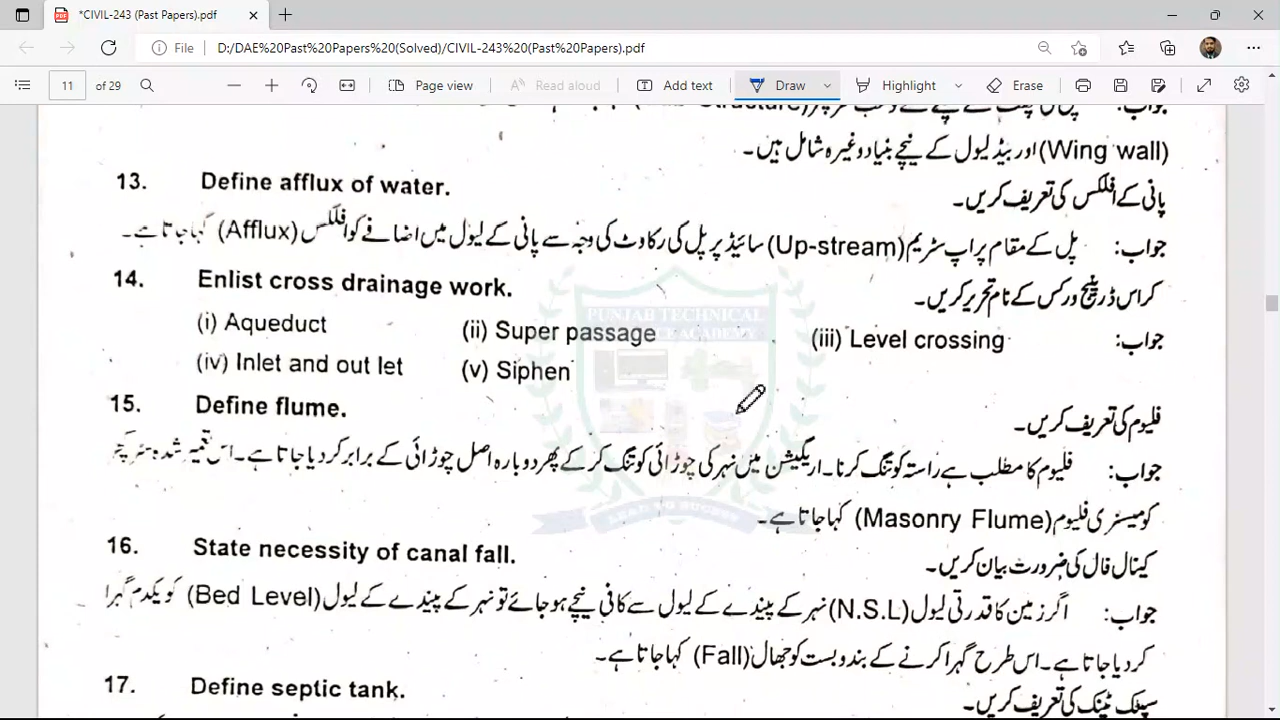 *CIVIL-243 (Past Papers).pdf
File D:/DAE%20Past%20Papers%20(Solved)/CIVIL-243%20(Past%20Papers).pdf
11 of 29 Page view Read aloud Add text Draw Highlight Erase
جواب:
(Wing wall) اور بیڈ لیول کے نیچے بنیاد وغیرہ شامل ہیں۔
13. Define afflux of water. پانی کے افلکس کی تعریف کریں۔
جواب: پل کے مقام پر اپ سٹریم (Up-stream) سائیڈ پر پل کی رکاوٹ کی وجہ سے پانی کے لیول میں اضافے کو افلکس (Afflux) کہا جاتا ہے۔
14. Enlist cross drainage work. کراس ڈرینیج ورکس کے نام تحریر کریں۔
(i) Aqueduct (ii) Super passage (iii) Level crossing جواب:
(iv) Inlet and out let (v) Siphen
PUNJAB TECHNICAL
ACADEMY
15. Define flume. فلیوم کی تعریف کریں۔
جواب: فلیوم کا مطلب ہے راستہ کو تنگ کرنا۔ اریگیشن میں نہر کی چوڑائی کو تنگ کر کے پھر دوبارہ اصل چوڑائی کے برابر کر دیا جاتا ہے۔ اس تعمیر شدہ سٹرکچر
کو میسنری فلیوم (Masonry Flume) کہا جاتا ہے۔
16. State necessity of canal fall. کینال فال کی ضرورت بیان کریں۔
جواب: اگر زمین کا قدرتی لیول (N.S.L) نہر کے پیندے کے لیول سے کافی نیچے ہو جائے تو نہر کے پیندے کے لیول (Bed Level) کو یکدم گہرا
کر دیا جاتا ہے۔ اس طرح گہرا کرنے کے بندوبست کو جھال (Fall) کہا جاتا ہے۔
17. Define septic tank. سپٹک ٹینک کی تعریف کریں۔